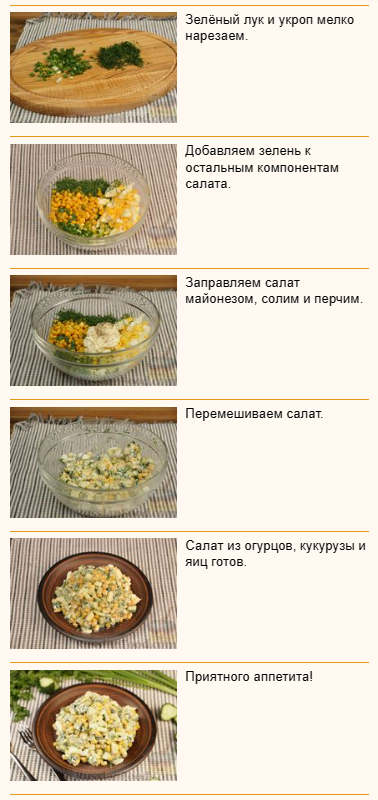 Зелёный лук и укроп мелко
нарезаем.
Добавляем зелень к
остальным компонентам
салата.
Заправляем салат
майонезом, солим и перчим.
Перемешиваем салат.
Салат из огурцов, кукурузы и
яиц готов.
Приятного аппетита!